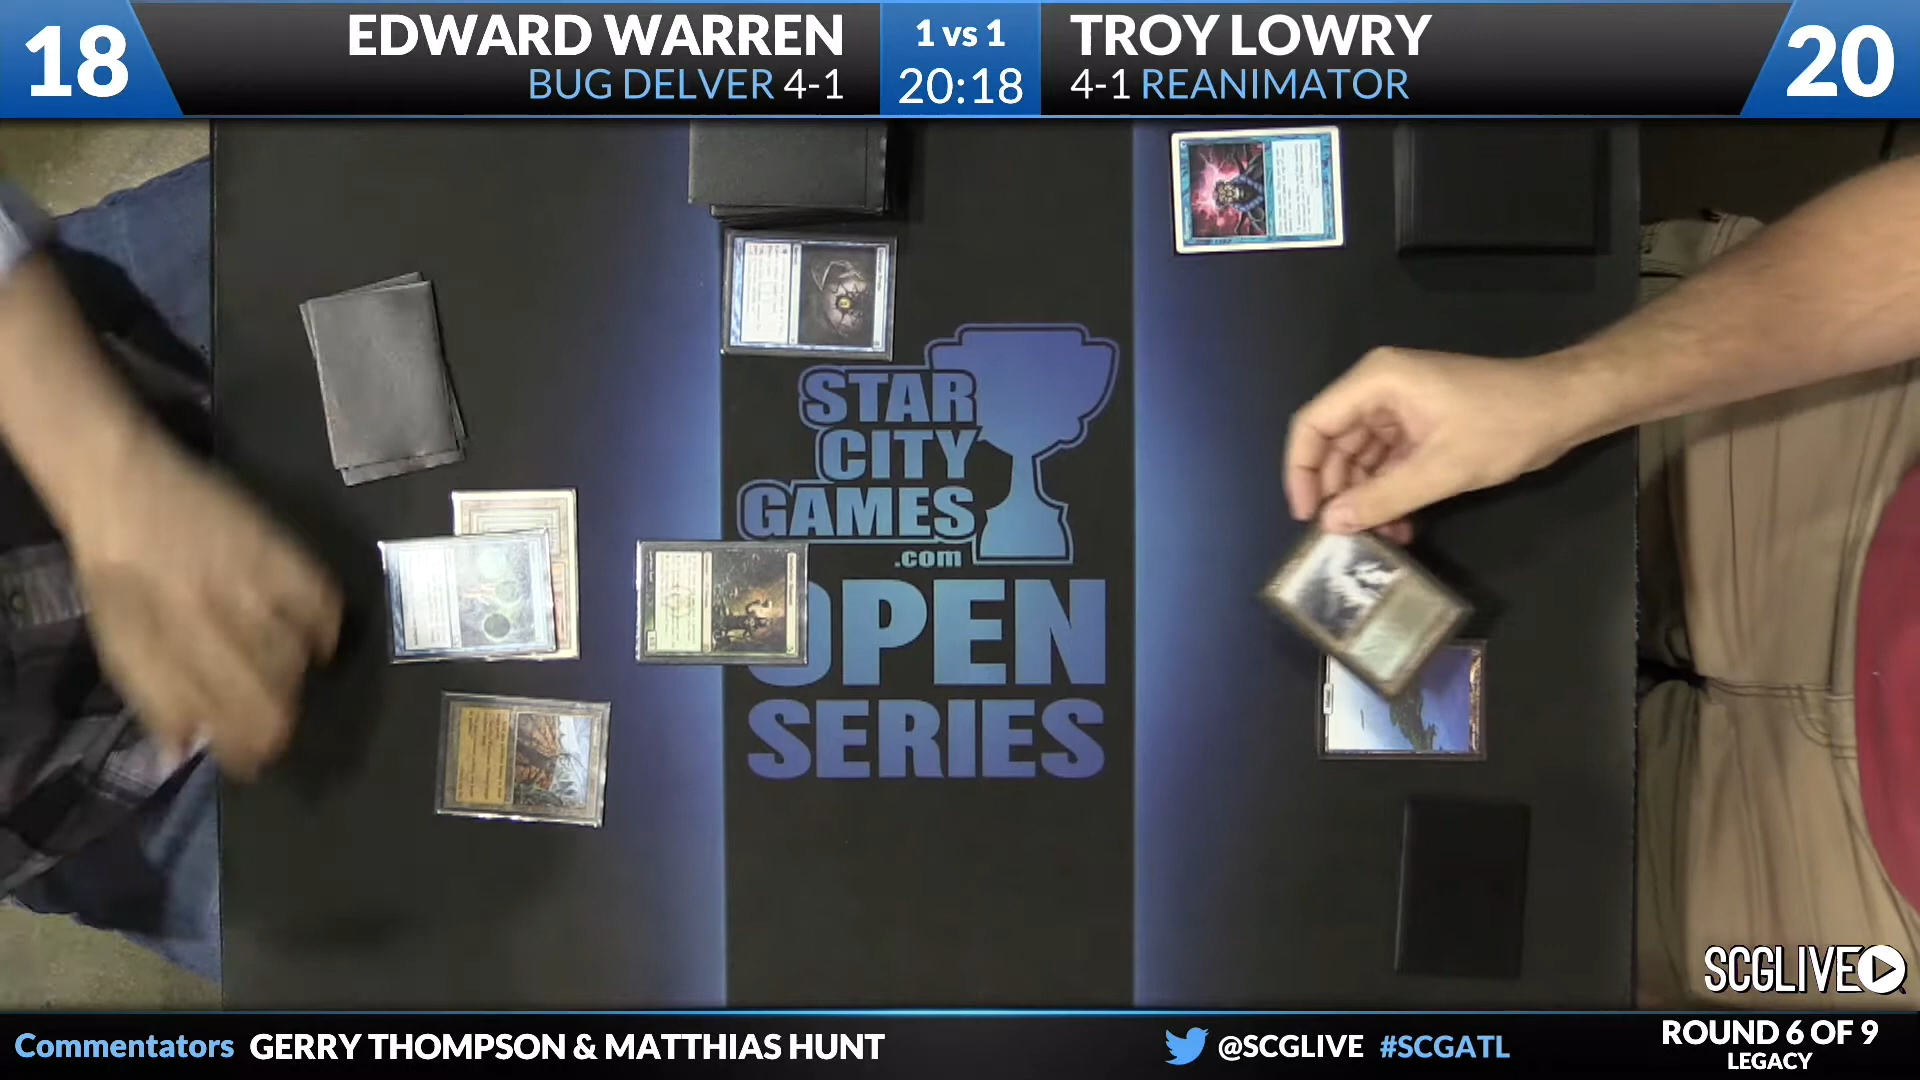 18
EDWARD WARREN
BUG DELVER 4-1
1 vs 1
20:18
TROY LOWRY
4-1 REANIMATOR
20
STAR
CITY
GAMES
.com
OPEN
SERIES
SCGLIVE
Commentators GERRY THOMPSON & MATTHIAS HUNT
@SCGLIVE #SCGATL
ROUND 6 OF 9
LEGACY